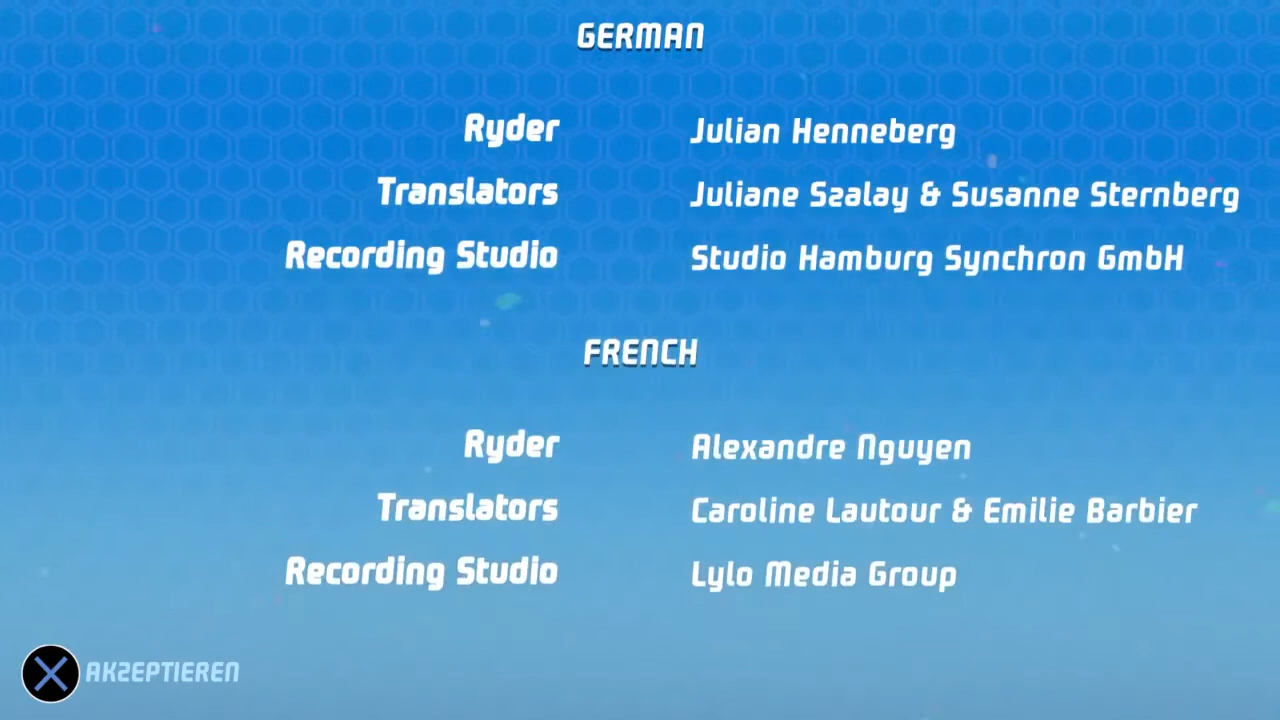 GERMAN
Ryder Julian Henneberg
Translators Juliane Szalay & Susanne Sternberg
Recording Studio Studio Hamburg Synchron GmbH
FRENCH
Ryder Alexandre Nguyen
Translators Caroline Lautour & Emilie Barbier
Recording Studio Lylo Media Group
AKZEPTIEREN